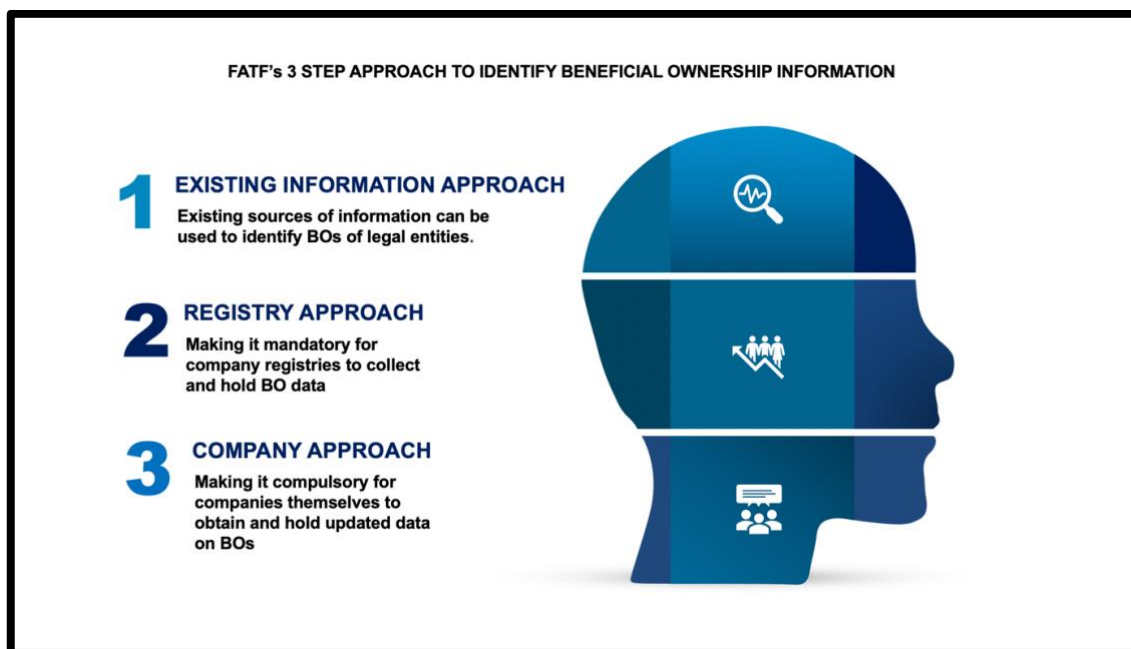 FATF's 3 STEP APPROACH TO IDENTIFY BENEFICIAL OWNERSHIP INFORMATION
1
EXISTING INFORMATION APPROACH
Existing sources of information can be
used to identify BOs of legal entities.
2
REGISTRY APPROACH
Making it mandatory for
company registries to collect
and hold BO data
3
COMPANY APPROACH
Making it compulsory for
companies themselves to
obtain and hold updated data
on BOs